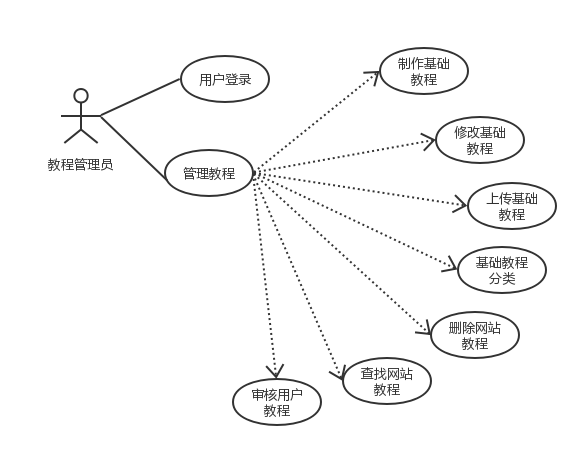 制作基础
教程
用户登录
修改基础
教程
教程管理员
管理教程
上传基础
教程
基础教程
分类
删除网站
教程
查找网站
教程
审核用户
教程